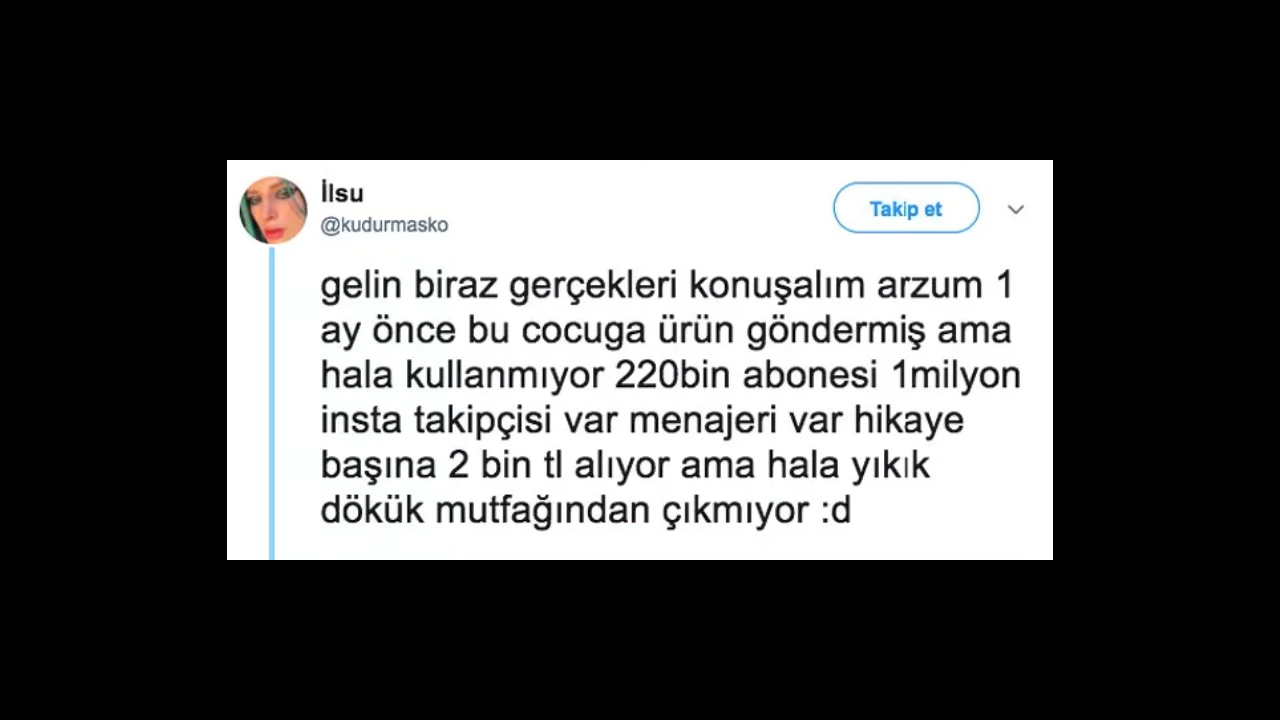 İlsu
Takip et
@kudurmasko
gelin biraz gerçekleri konuşalım arzum 1
ay önce bu cocuga ürün göndermiş ama
hala kullanmıyor 220bin abonesi 1milyon
insta takipçisi var menajeri var hikaye
başına 2 bin tl alıyor ama hala yıkık
dökük mutfağından çıkmıyor :d